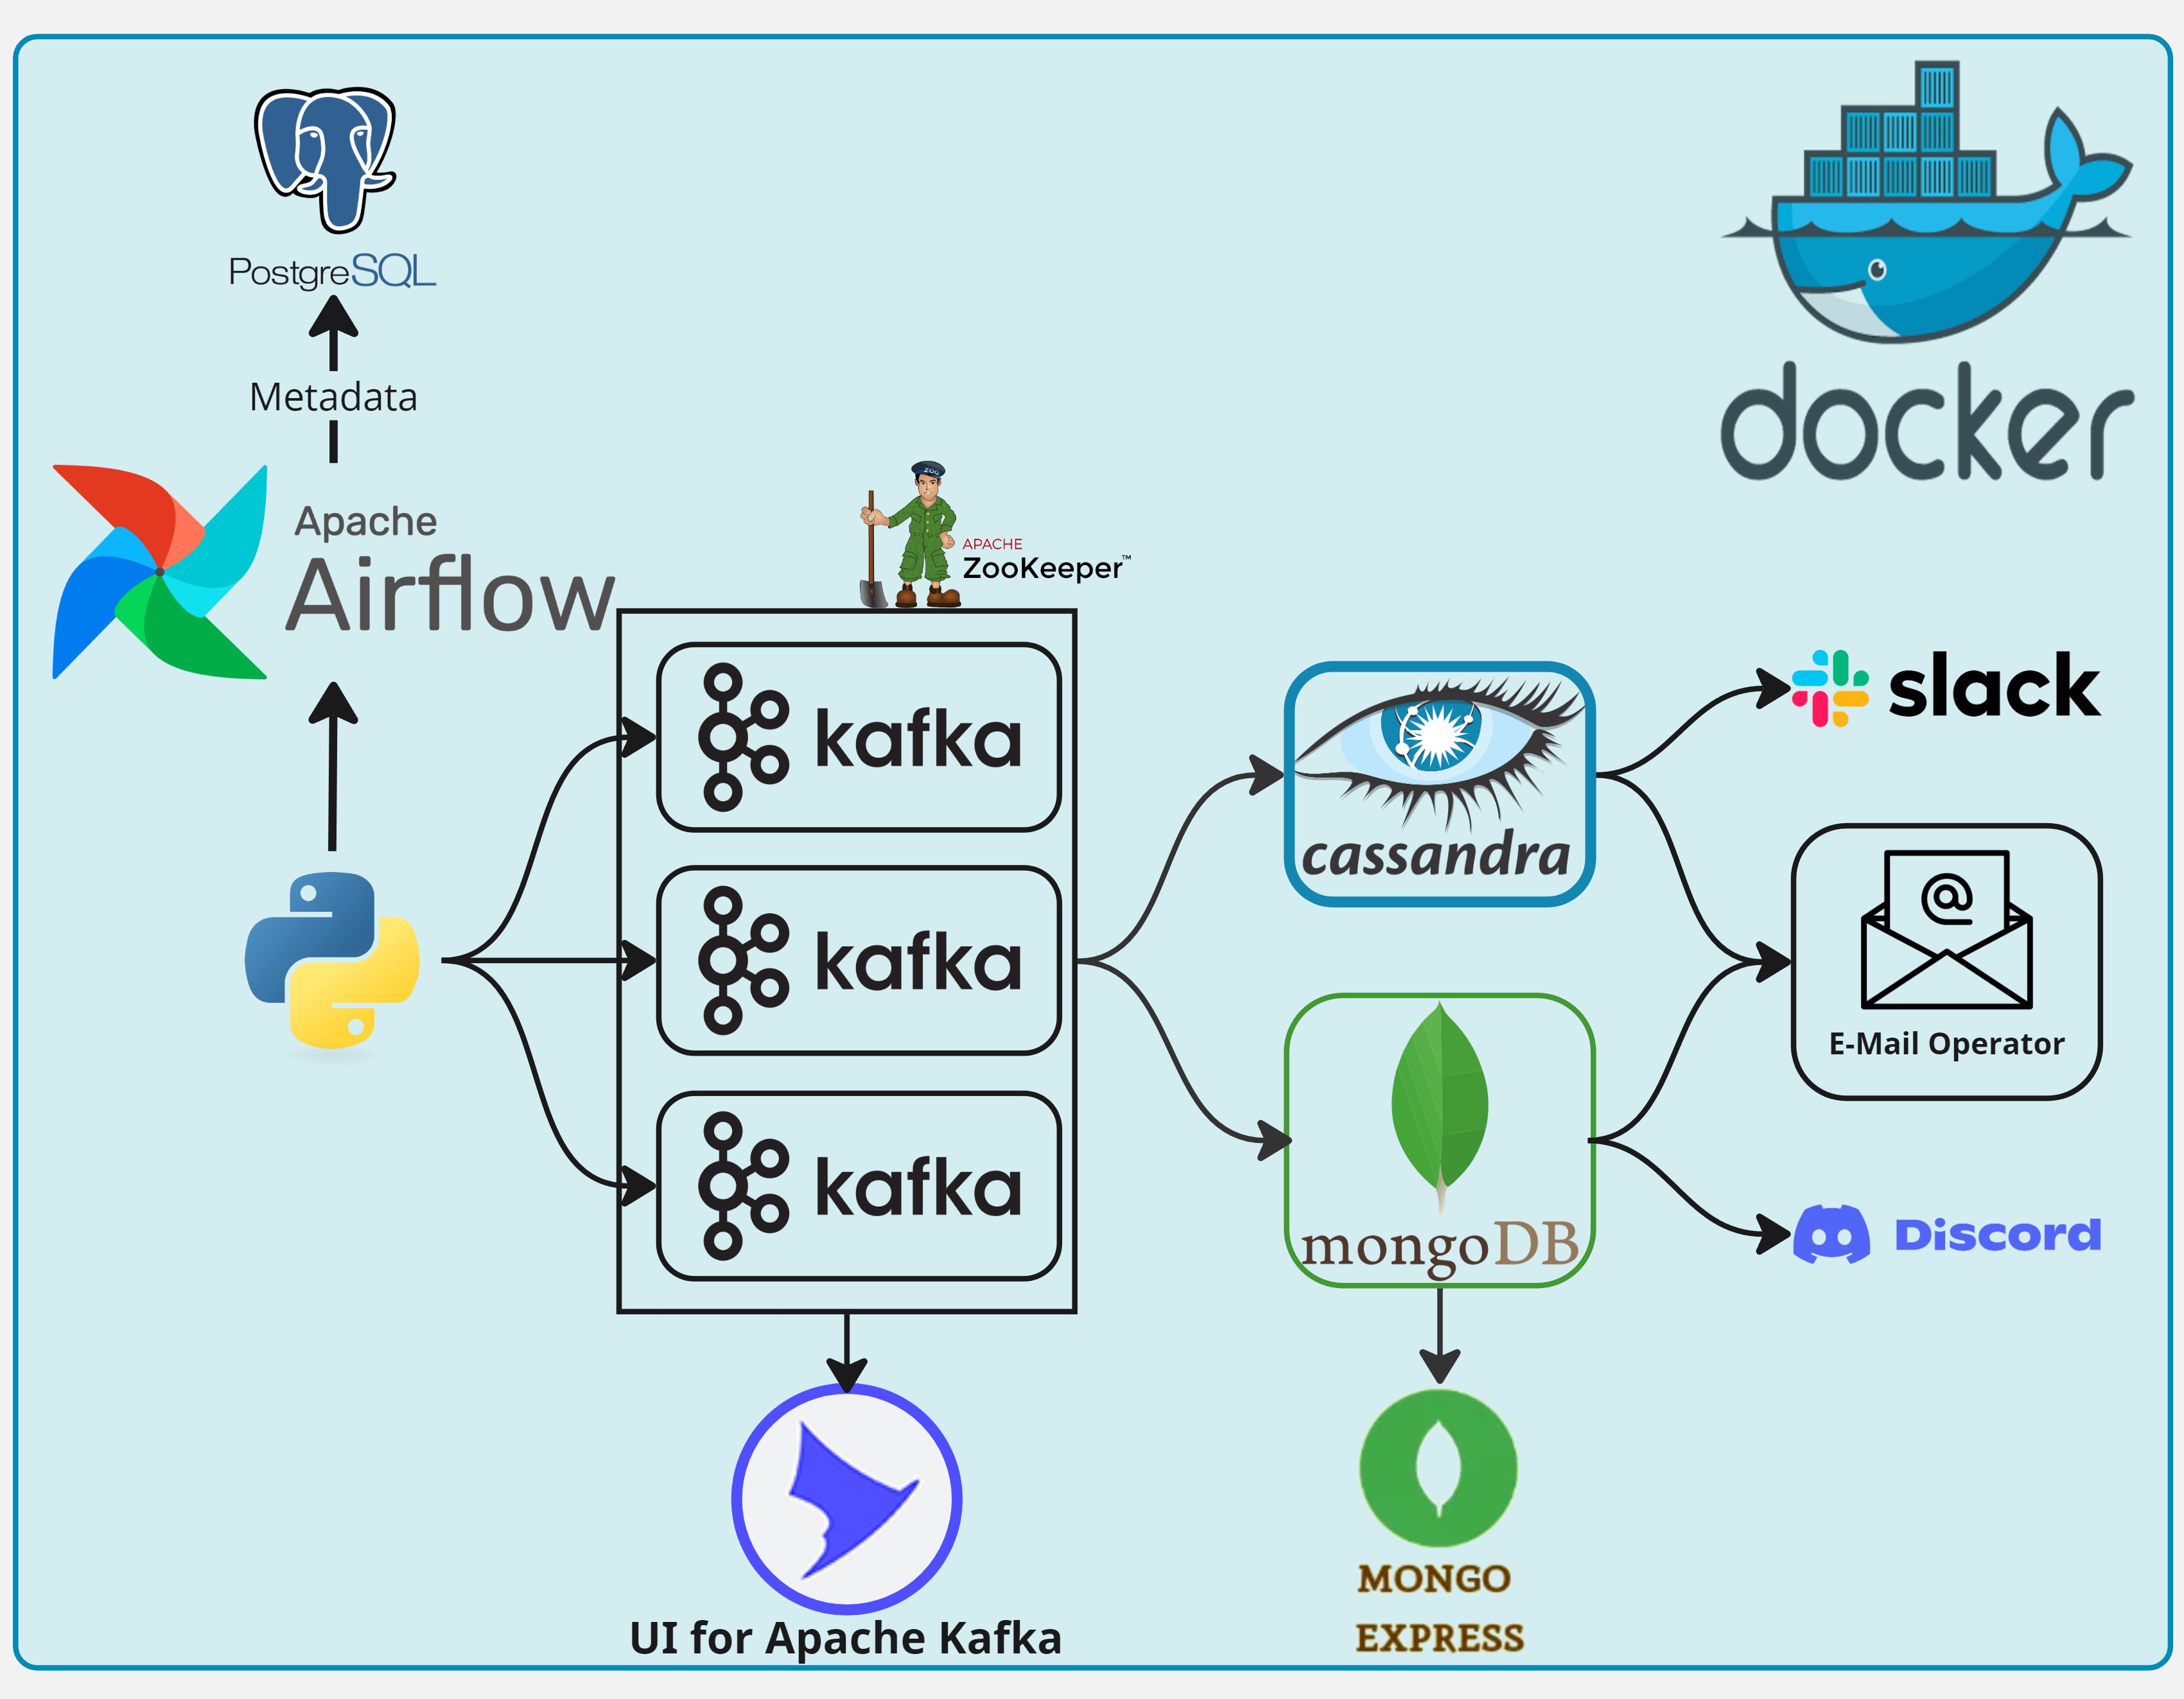 PostgreSQL
Metadata
Apache
Airflow
docker
ZOO
APACHE
ZooKeeper™
kafka
kafka
kafka
cassandra
mongoDB
slack
@
E-Mail Operator
Discord
UI for Apache Kafka
MONGO
EXPRESS